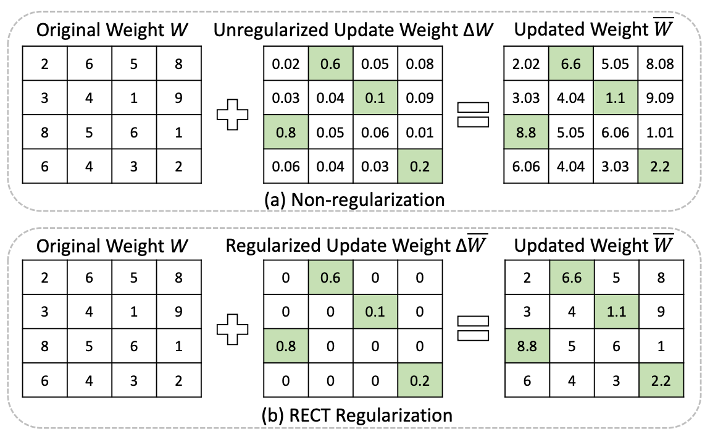 Original Weight W Unregularized Update Weight ΔW Updated Weight W̅
2 6 5 8 0.02 0.6 0.05 0.08 2.02 6.6 5.05 8.08
3 4 1 9 0.03 0.04 0.1 0.09 3.03 4.04 1.1 9.09
8 5 6 1 0.8 0.05 0.06 0.01 8.8 5.05 6.06 1.01
6 4 3 2 0.06 0.04 0.03 0.2 6.06 4.04 3.03 2.2
(a) Non-regularization
Original Weight W Regularized Update Weight ΔW̅ Updated Weight W̅
2 6 5 8 0 0.6 0 0 2 6.6 5 8
3 4 1 9 0 0 0.1 0 3 4 1.1 9
8 5 6 1 0.8 0 0 0 8.8 5 6 1
6 4 3 2 0 0 0 0.2 6 4 3 2.2
(b) RECT Regularization